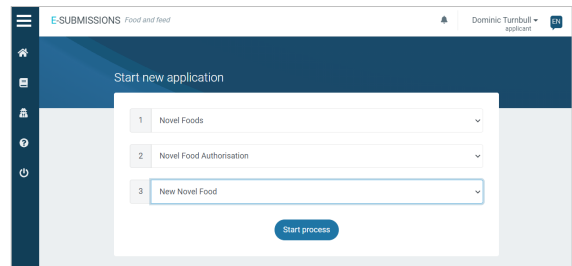 E-SUBMISSIONS Food and feed
Dominic Turnbull
applicant
EN
Start new application
1 Novel Foods
2 Novel Food Authorisation
3 New Novel Food
Start process